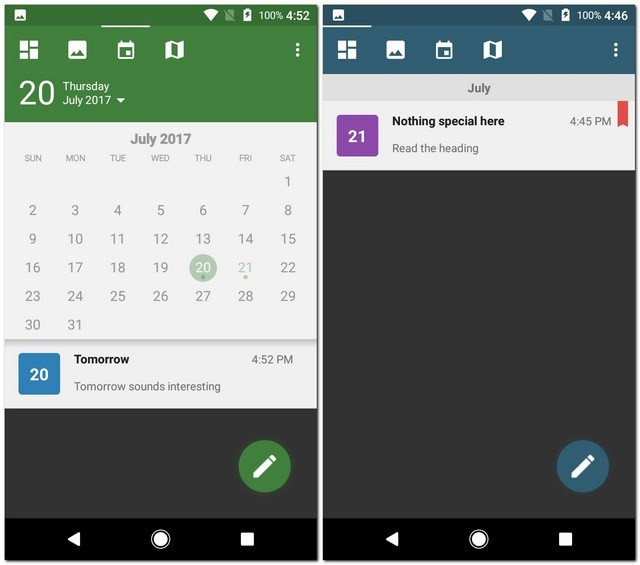 100% 4:52
20
Thursday
July 2017
July 2017
SUN MON TUE WED THU FRI SAT
1
2 3 4 5 6 7 8
9 10 11 12 13 14 15
16 17 18 19 20 21 22
23 24 25 26 27 28 29
30 31
20
Tomorrow 4:52 PM
Tomorrow sounds interesting
100% 4:46
July
21
Nothing special here 4:45 PM
Read the heading